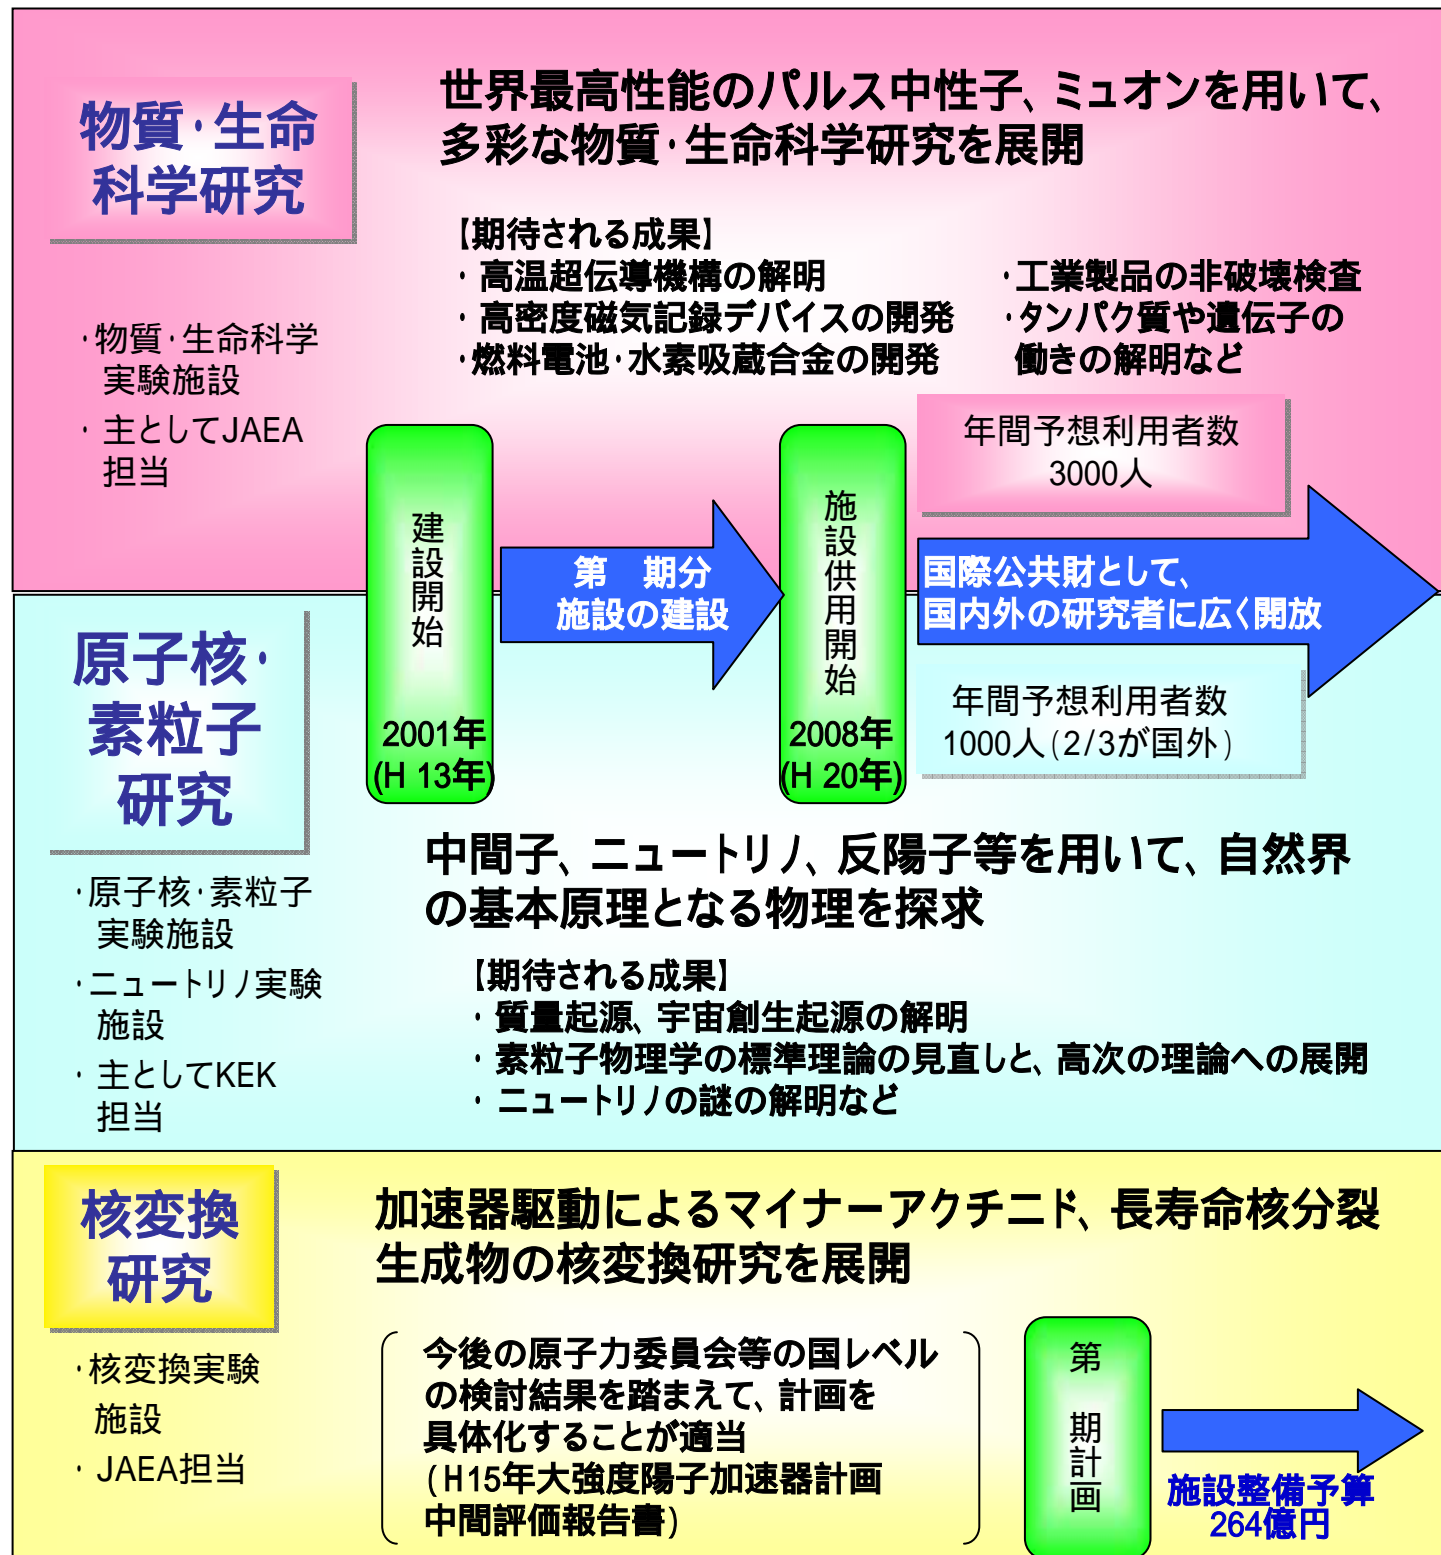 物質・生命
科学研究
世界最高性能のパルス中性子、ミュオンを用いて、
多彩な物質・生命科学研究を展開
【期待される成果】
・高温超伝導機構の解明
・高密度磁気記録デバイスの開発
・燃料電池・水素吸蔵合金の開発
・工業製品の非破壊検査
・タンパク質や遺伝子の
働きの解明など
・物質・生命科学
実験施設
・主としてJAEA
担当
年間予想利用者数
3000人
建設開始
2001年
(H 13年)
第　期分
施設の建設
施設供用開始
2008年
(H 20年)
国際公共財として、
国内外の研究者に広く開放
年間予想利用者数
1000人(2/3が国外)
原子核・
素粒子
研究
・原子核・素粒子
実験施設
・ニュートリノ実験
施設
・主としてKEK
担当
中間子、ニュートリノ、反陽子等を用いて、自然界
の基本原理となる物理を探求
【期待される成果】
・質量起源、宇宙創生起源の解明
・素粒子物理学の標準理論の見直しと、高次の理論への展開
・ニュートリノの謎の解明など
核変換
研究
・核変換実験
施設
・JAEA担当
加速器駆動によるマイナーアクチニド、長寿命核分裂
生成物の核変換研究を展開
今後の原子力委員会等の国レベル
の検討結果を踏まえて、計画を
具体化することが適当
(H15年大強度陽子加速器計画
中間評価報告書)
第　期計画
施設整備予算
264億円